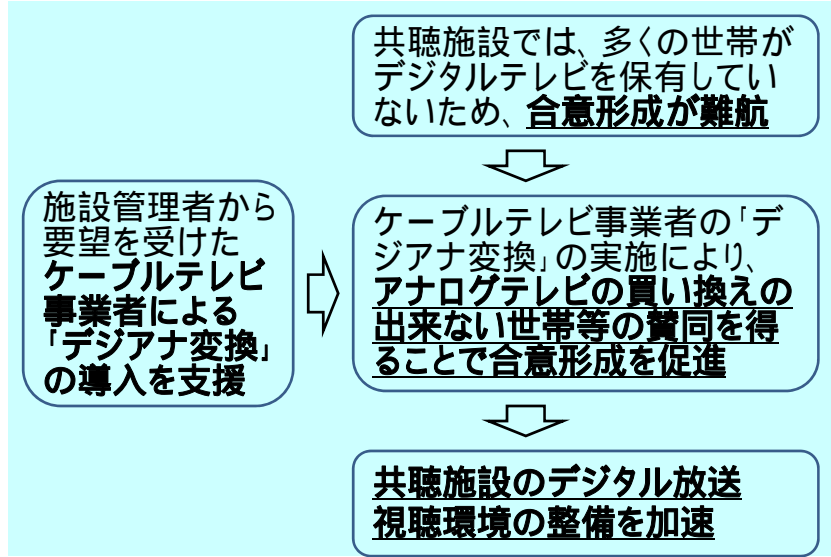 共聴施設では、多くの世帯が
デジタルテレビを保有してい
ないため、合意形成が難航
施設管理者から
要望を受けた
ケーブルテレビ
事業者による
「デジアナ変換」
の導入を支援
ケーブルテレビ事業者の「デ
ジアナ変換」の実施により、
アナログテレビの買い換えの
出来ない世帯等の賛同を得
ることで合意形成を促進
共聴施設のデジタル放送
視聴環境の整備を加速